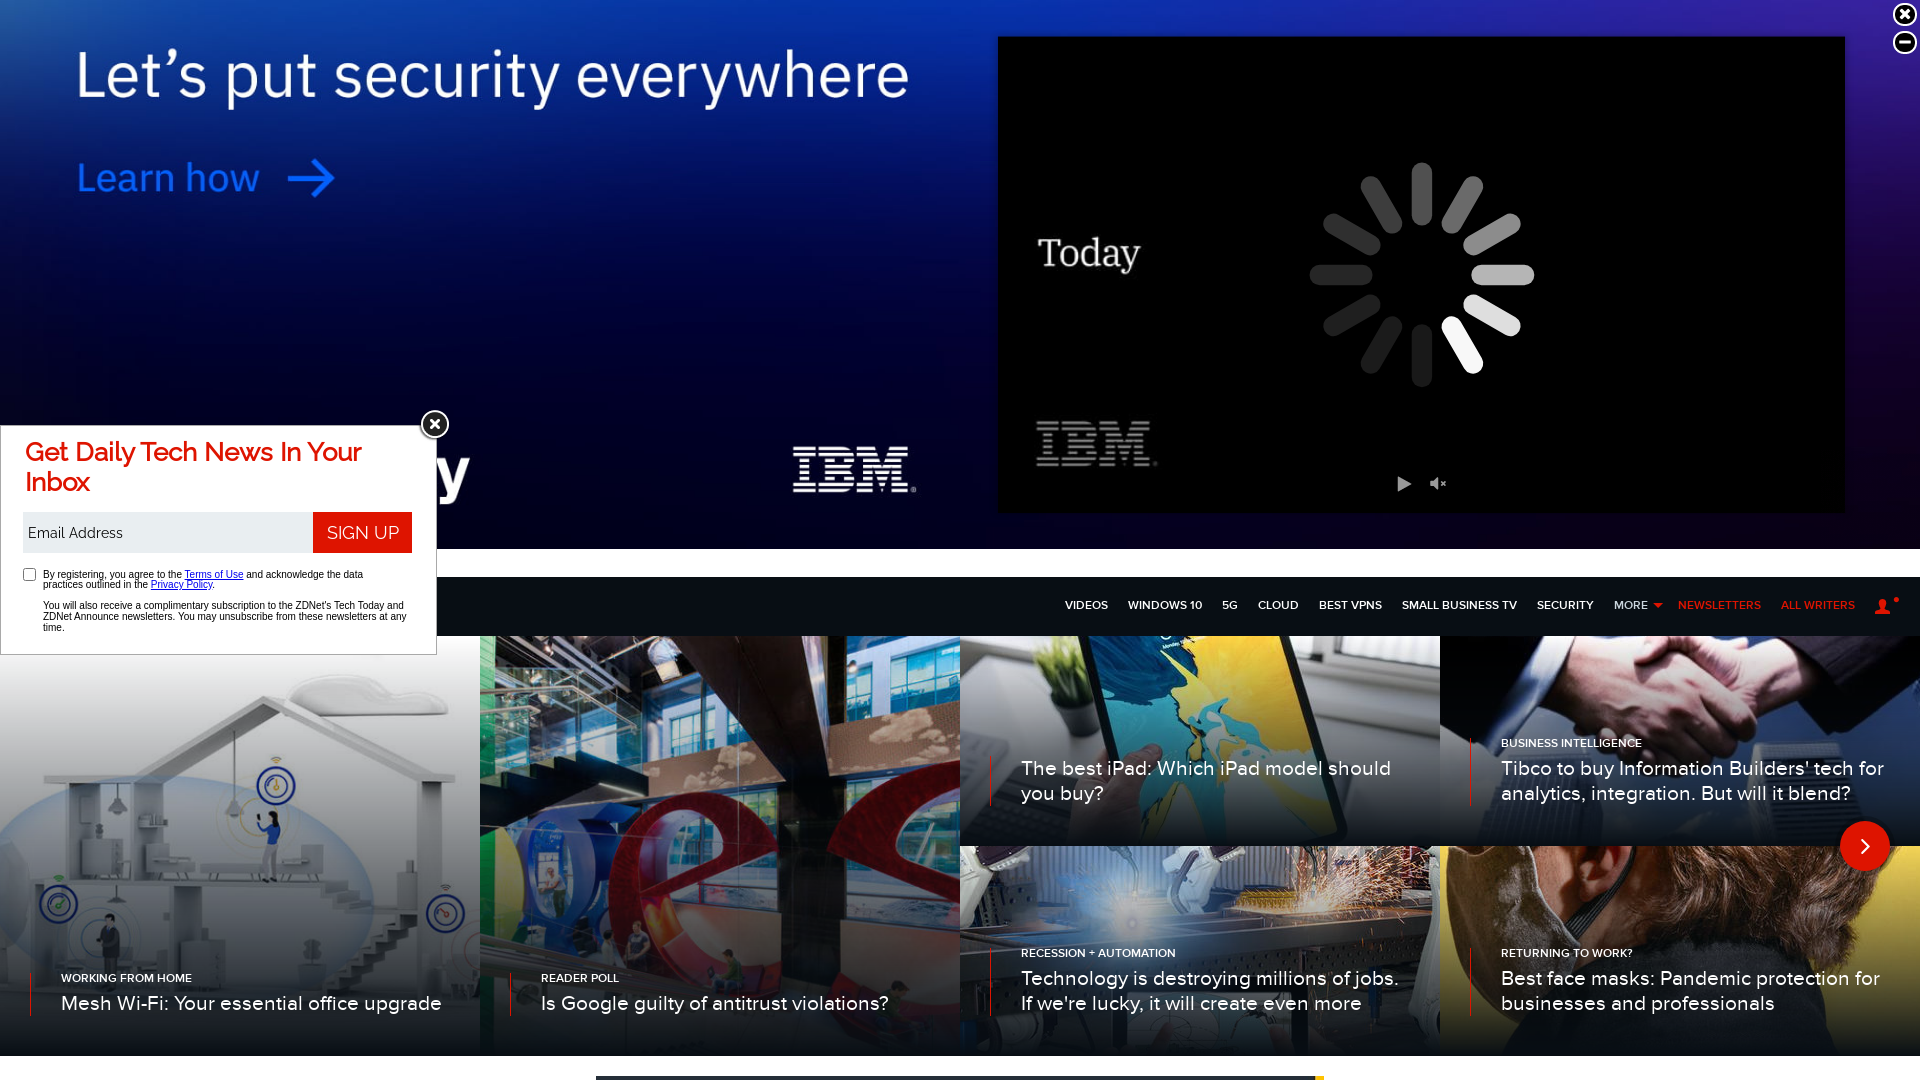 Let's put security everywhere
Learn how
Today
IBM
IBM
y
Get Daily Tech News In Your
Inbox
Email Address
SIGN UP
By registering, you agree to the Terms of Use and acknowledge the data
practices outlined in the Privacy Policy.
You will also receive a complimentary subscription to the ZDNet's Tech Today and
ZDNet Announce newsletters. You may unsubscribe from these newsletters at any
time.
VIDEOS WINDOWS 10 5G CLOUD BEST VPNS SMALL BUSINESS TV SECURITY MORE NEWSLETTERS ALL WRITERS
WORKING FROM HOME
Mesh Wi-Fi: Your essential office upgrade
READER POLL
Is Google guilty of antitrust violations?
The best iPad: Which iPad model should
you buy?
BUSINESS INTELLIGENCE
Tibco to buy Information Builders' tech for
analytics, integration. But will it blend?
RECESSION + AUTOMATION
Technology is destroying millions of jobs.
If we're lucky, it will create even more
RETURNING TO WORK?
Best face masks: Pandemic protection for
businesses and professionals